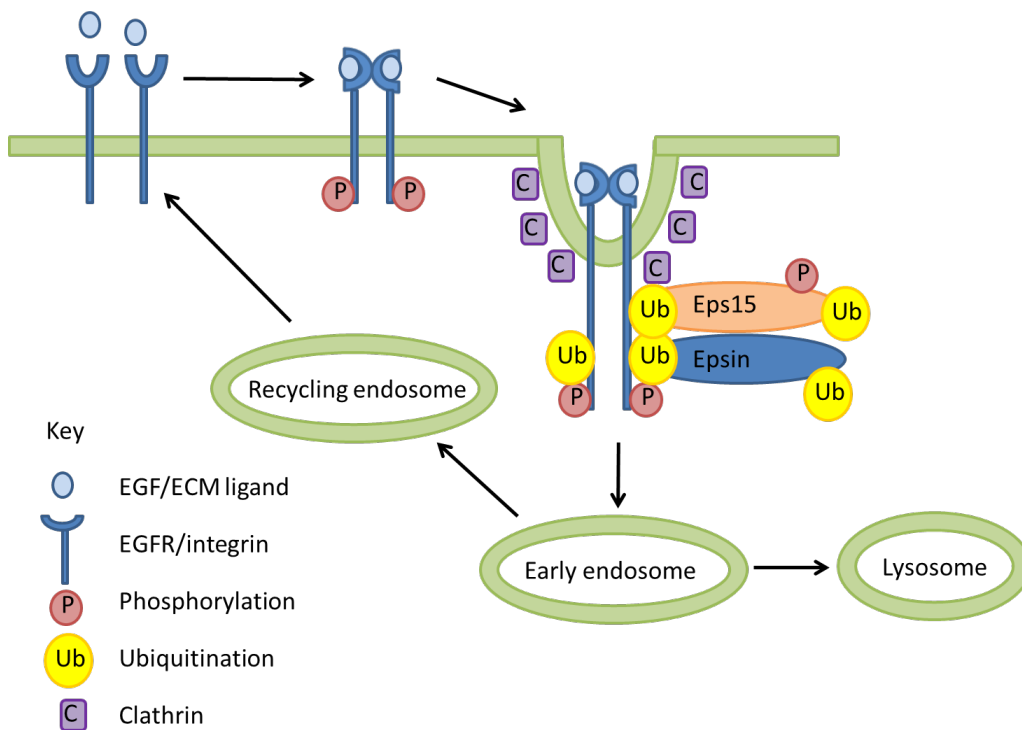 P
P
C
C
C
C
C
C
P
Eps15
Ub
Ub
Ub
Ub
Epsin
Ub
P
P
Recycling endosome
Early endosome
Lysosome
Key
EGF/ECM ligand
EGFR/integrin
P
Phosphorylation
Ub
Ubiquitination
C
Clathrin